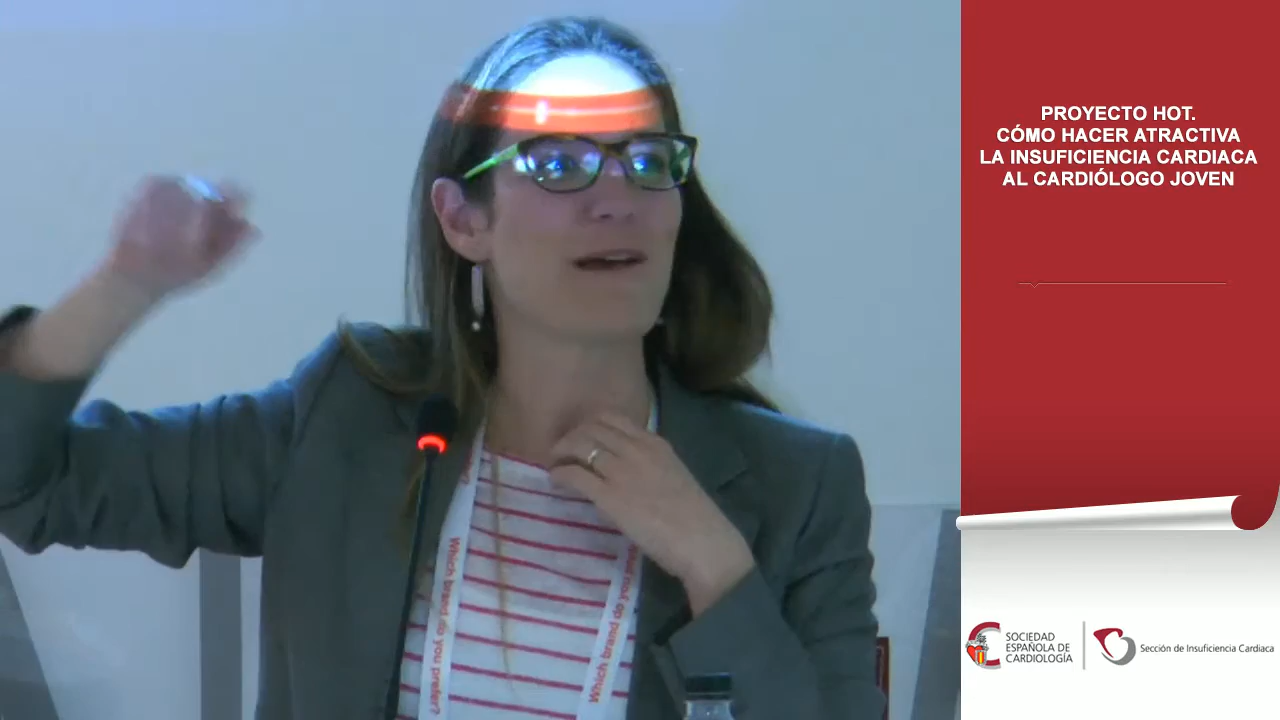 PROYECTO HOT.
CÓMO HACER ATRACTIVA
LA INSUFICIENCIA CARDIACA
AL CARDIÓLOGO JOVEN
SOCIEDAD
ESPAÑOLA DE
CARDIOLOGÍA
Sección de Insuficiencia Cardiaca
Which brand do you prefer?
Which brand do you